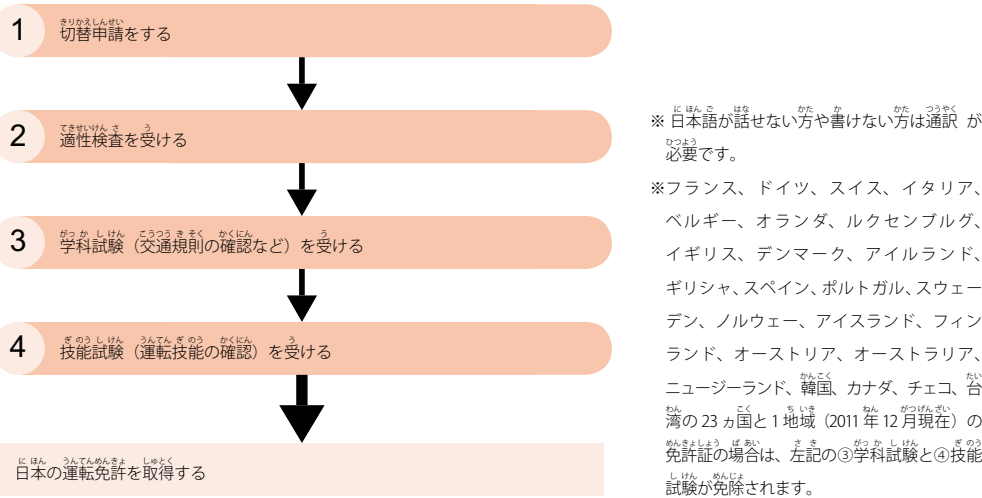 1 切替申請をする
2 適性検査を受ける
3 学科試験（交通規則の確認など）を受ける
4 技能試験（運転技能の確認）を受ける
日本の運転免許を取得する
※日本語が話せない方や書けない方は通訳 が
必要です。
※フランス、ドイツ、スイス、イタリア、
ベルギー、オランダ、ルクセンブルグ、
イギリス、デンマーク、アイルランド、
ギリシャ、スペイン、ポルトガル、スウェー
デン、ノルウェー、アイスランド、フィン
ランド、オーストリア、オーストラリア、
ニュージーランド、韓国、カナダ、チェコ、台
湾の 23 ヵ国と 1 地域（2011 年 12 月現在）の
免許証の場合は、左記の③学科試験と④技能
試験が免除されます。